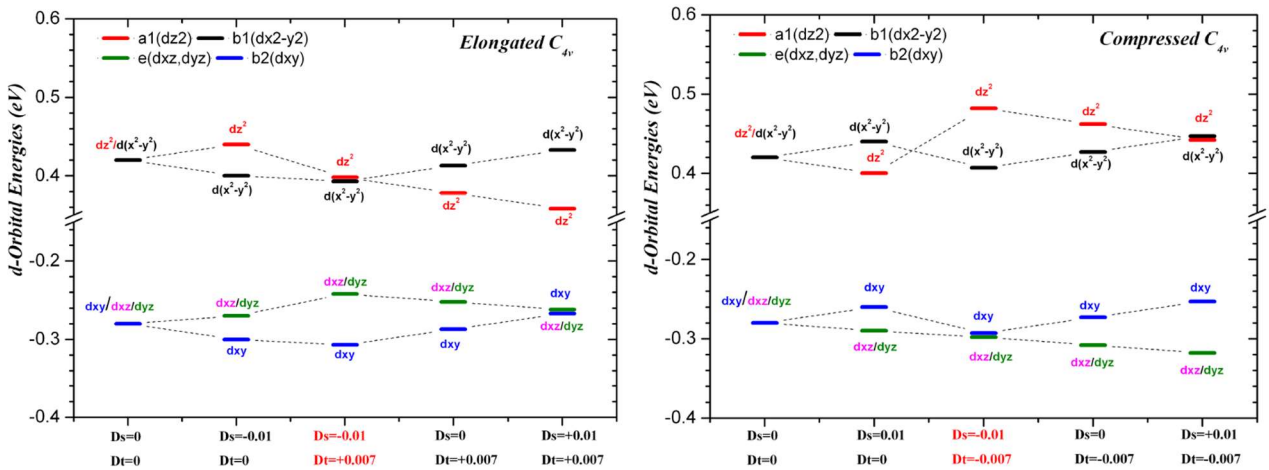 0.6
a1(dz2) b1(dx2-y2) Elongated C4v
e(dxz,dyz) b2(dxy)
dz²/d(x²-y²) dz² d(x²-y²) dz² d(x²-y²) d(x²-y²) dz² d(x²-y²) dz²
0.4
d-Orbital Energies (eV)
-0.2
dxy/dxz/dyz dxz/dyz dxy dxz/dyz dxy dxz/dyz dxy dxy dxz/dyz
-0.3
-0.4
Ds=0 Ds=-0.01 Ds=-0.01 Ds=0 Ds=+0.01
Dt=0 Dt=0 Dt=+0.007 Dt=+0.007 Dt=+0.007
0.6
a1(dz2) b1(dx2-y2) Compressed C4v
e(dxz,dyz) b2(dxy)
0.5
dz²/d(x²-y²) d(x²-y²) dz² dz² d(x²-y²) dz² d(x²-y²) dz² d(x²-y²)
0.4
d-Orbital Energies (eV)
-0.2
dxy/dxz/dyz dxy dxz/dyz dxy dxz/dyz dxy dxz/dyz dxy dxz/dyz
-0.3
-0.4
Ds=0 Ds=0.01 Ds=-0.01 Ds=0 Ds=+0.01
Dt=0 Dt=0 Dt=-0.007 Dt=-0.007 Dt=-0.007